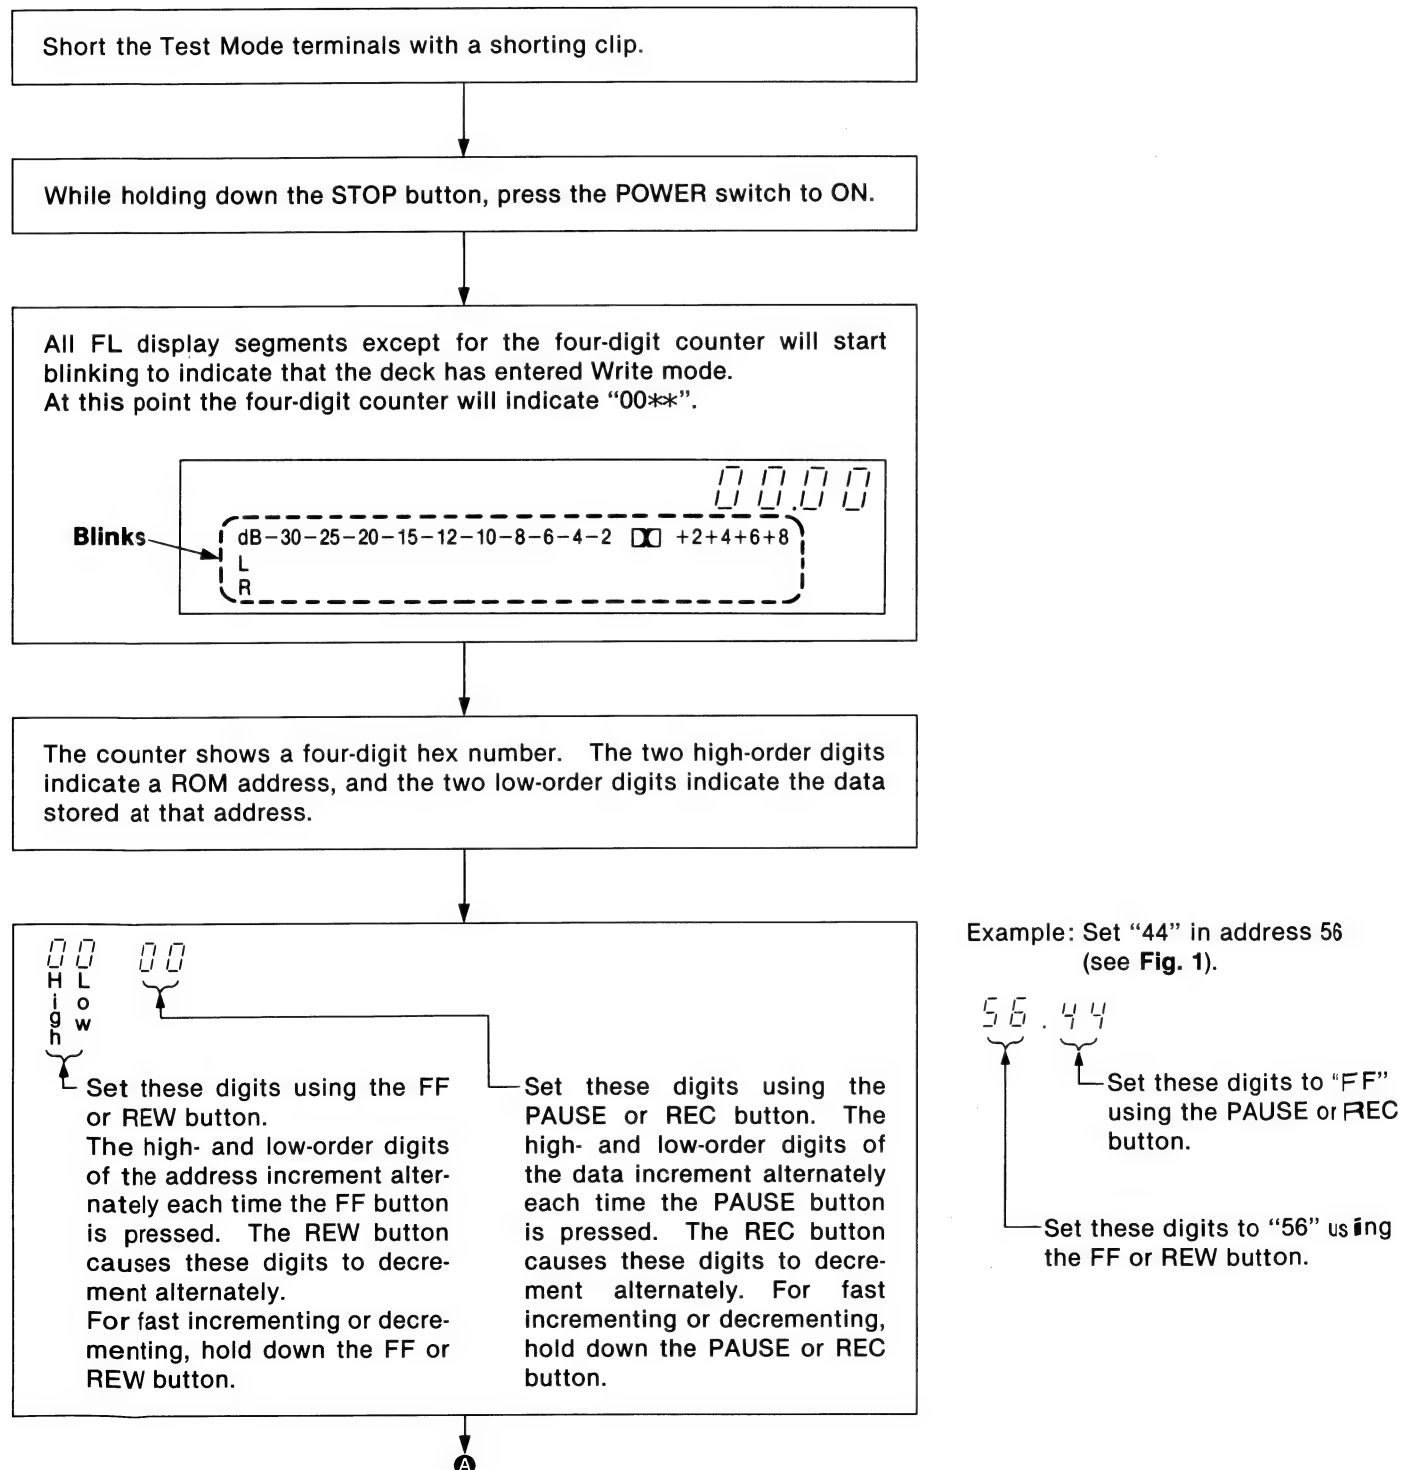 Short the Test Mode terminals with a shorting clip.
While holding down the STOP button, press the POWER switch to ON.
All FL display segments except for the four-digit counter will start
blinking to indicate that the deck has entered Write mode.
At this point the four-digit counter will indicate “00**”.
00.00
Blinks
dB-30-25-20-15-12-10-8-6-4-2 +2+4+6+8
L
R
The counter shows a four-digit hex number. The two high-order digits
indicate a ROM address, and the two low-order digits indicate the data
stored at that address.
00 00
High Low
Set these digits using the FF
or REW button.
The high- and low-order digits
of the address increment alter-
nately each time the FF button
is pressed. The REW button
causes these digits to decre-
ment alternately.
For fast incrementing or decre-
menting, hold down the FF or
REW button.
Set these digits using the
PAUSE or REC button. The
high- and low-order digits of
the data increment alternately
each time the PAUSE button
is pressed. The REC button
causes these digits to decre-
ment alternately. For fast
incrementing or decrementing,
hold down the PAUSE or REC
button.
Example: Set “44” in address 56
(see Fig. 1).
56.44
Set these digits to “FF”
using the PAUSE or REC
button.
Set these digits to “56” using
the FF or REW button.
A